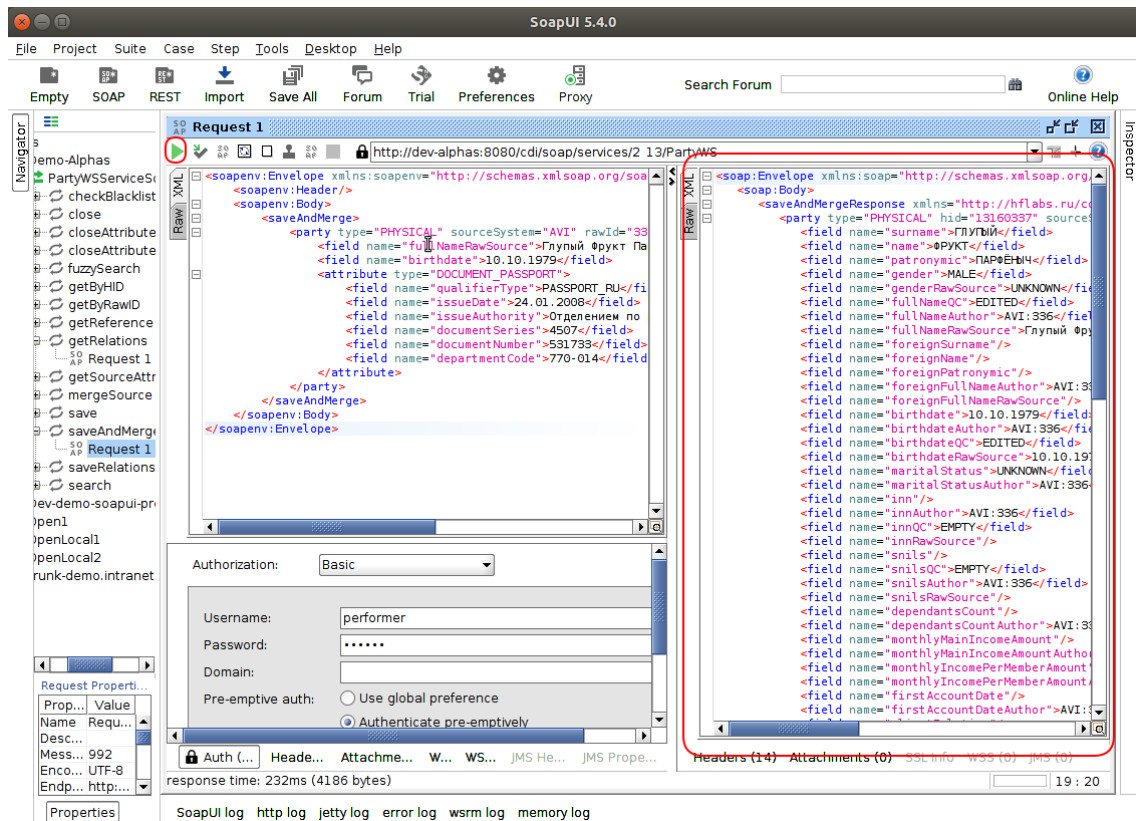 SoapUI 5.4.0
File Project Suite Case Step Tools Desktop Help
Empty SOAP REST Import Save All Forum Trial Preferences Proxy Search Forum Online Help
Navigator
s
Demo-Alphas
PartyWSServiceSo
checkBlacklist
close
closeAttribute
closeAttribute
fuzzySearch
getByHID
getByRawID
getReference
getRelations
Request 1
getSourceAttr
mergeSource
save
saveAndMerge
Request 1
saveRelations
search
Dev-demo-soapui-pro
Open1
OpenLocal1
OpenLocal2
trunk-demo.intranet
Request Properti...
Prop... Value
Name Requ...
Desc...
Mess... 992
Enco... UTF-8
Endp... http:...
Properties
Request 1
http://dev-alphas:8080/cdi/soap/services/2_13/PartyWS
XML
Raw
<soapenv:Envelope xmlns:soapenv="http://schemas.xmlsoap.org/soa
<soapenv:Header/>
<soapenv:Body>
<saveAndMerge>
<party type="PHYSICAL" sourceSystem="AVI" rawId="33
<field name="fullNameRawSource">Глупый Фрукт Па
<field name="birthdate">10.10.1979</field>
<attribute type="DOCUMENT_PASSPORT">
<field name="qualifierType">PASSPORT_RU</fi
<field name="issueDate">24.01.2008</field>
<field name="issueAuthority">Отделением по
<field name="documentSeries">4507</field>
<field name="documentNumber">531733</field>
<field name="departmentCode">770-014</field
</attribute>
</party>
</saveAndMerge>
</soapenv:Body>
</soapenv:Envelope>
Authorization: Basic
Username: performer
Password: ••••••
Domain:
Pre-emptive auth: Use global preference
Authenticate pre-emptively
Auth (... Heade... Attachme... W... WS... JMS He... JMS Prope...
XML
Raw
<soap:Envelope xmlns:soap="http://schemas.xmlsoap.org/
<soap:Body>
<saveAndMergeResponse xmlns="http://hflabs.ru/cd
<party type="PHYSICAL" hid="13160337" sourceS
<field name="surname">ГЛУПЫЙ</field>
<field name="name">ФРУКТ</field>
<field name="patronymic">ПАРФЁНЫЧ</field>
<field name="gender">MALE</field>
<field name="genderRawSource">UNKNOWN</field>
<field name="fullNameQC">EDITED</field>
<field name="fullNameAuthor">AVI:336</fiel
<field name="fullNameRawSource">Глупый Фру
<field name="foreignSurname"/>
<field name="foreignName"/>
<field name="foreignPatronymic"/>
<field name="foreignFullNameAuthor">AVI:33
<field name="foreignFullNameRawSource"/>
<field name="birthdate">10.10.1979</field>
<field name="birthdateAuthor">AVI:336</fie
<field name="birthdateQC">EDITED</field>
<field name="birthdateRawSource">10.10.197
<field name="maritalStatus">UNKNOWN</field
<field name="maritalStatusAuthor">AVI:336
<field name="inn"/>
<field name="innAuthor">AVI:336</field>
<field name="innQC">EMPTY</field>
<field name="innRawSource"/>
<field name="snils"/>
<field name="snilsQC">EMPTY</field>
<field name="snilsAuthor">AVI:336</field>
<field name="snilsRawSource"/>
<field name="dependantsCount"/>
<field name="dependantsCountAuthor">AVI:33
<field name="monthlyMainIncomeAmount"/>
<field name="monthlyMainIncomeAmountAuthor
<field name="monthlyIncomePerMemberAmount"
<field name="monthlyIncomePerMemberAmountA
<field name="firstAccountDate"/>
<field name="firstAccountDateAuthor">AVI:3
Headers (14) Attachments (0) SSL Info WSS (0) JMS (0)
response time: 232ms (4186 bytes)
19 : 20
Inspector
SoapUI log http log jetty log error log wsrm log memory log